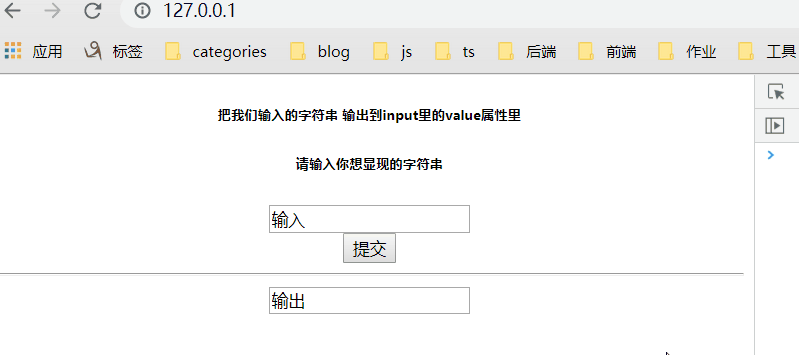 127.0.0.1
应用 标签 categories blog js ts 后端 前端 作业 工具
把我们输入的字符串 输出到input里的value属性里
请输入你想显现的字符串
输入
提交
输出